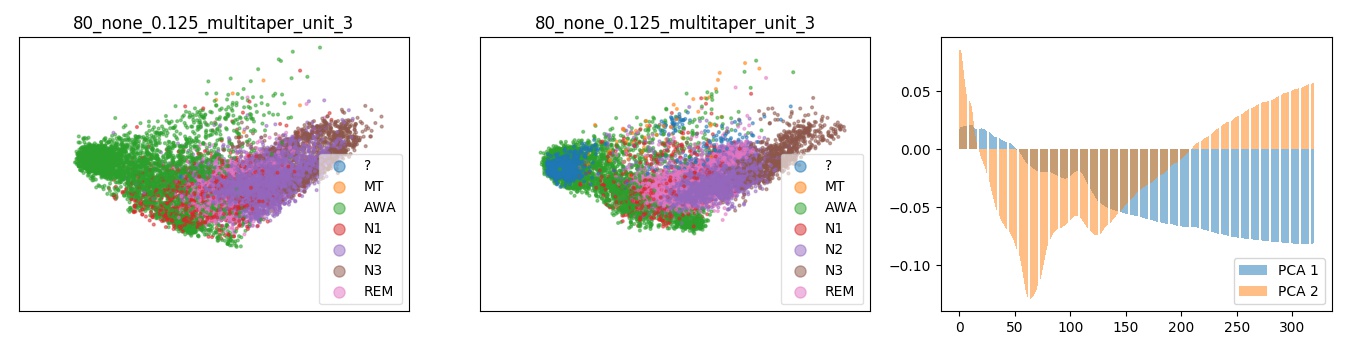 80_none_0.125_multitaper_unit_3
?
MT
AWA
N1
N2
N3
REM
80_none_0.125_multitaper_unit_3
?
MT
AWA
N1
N2
N3
REM
0.05
0.00
−0.05
−0.10
0 50 100 150 200 250 300
PCA 1
PCA 2